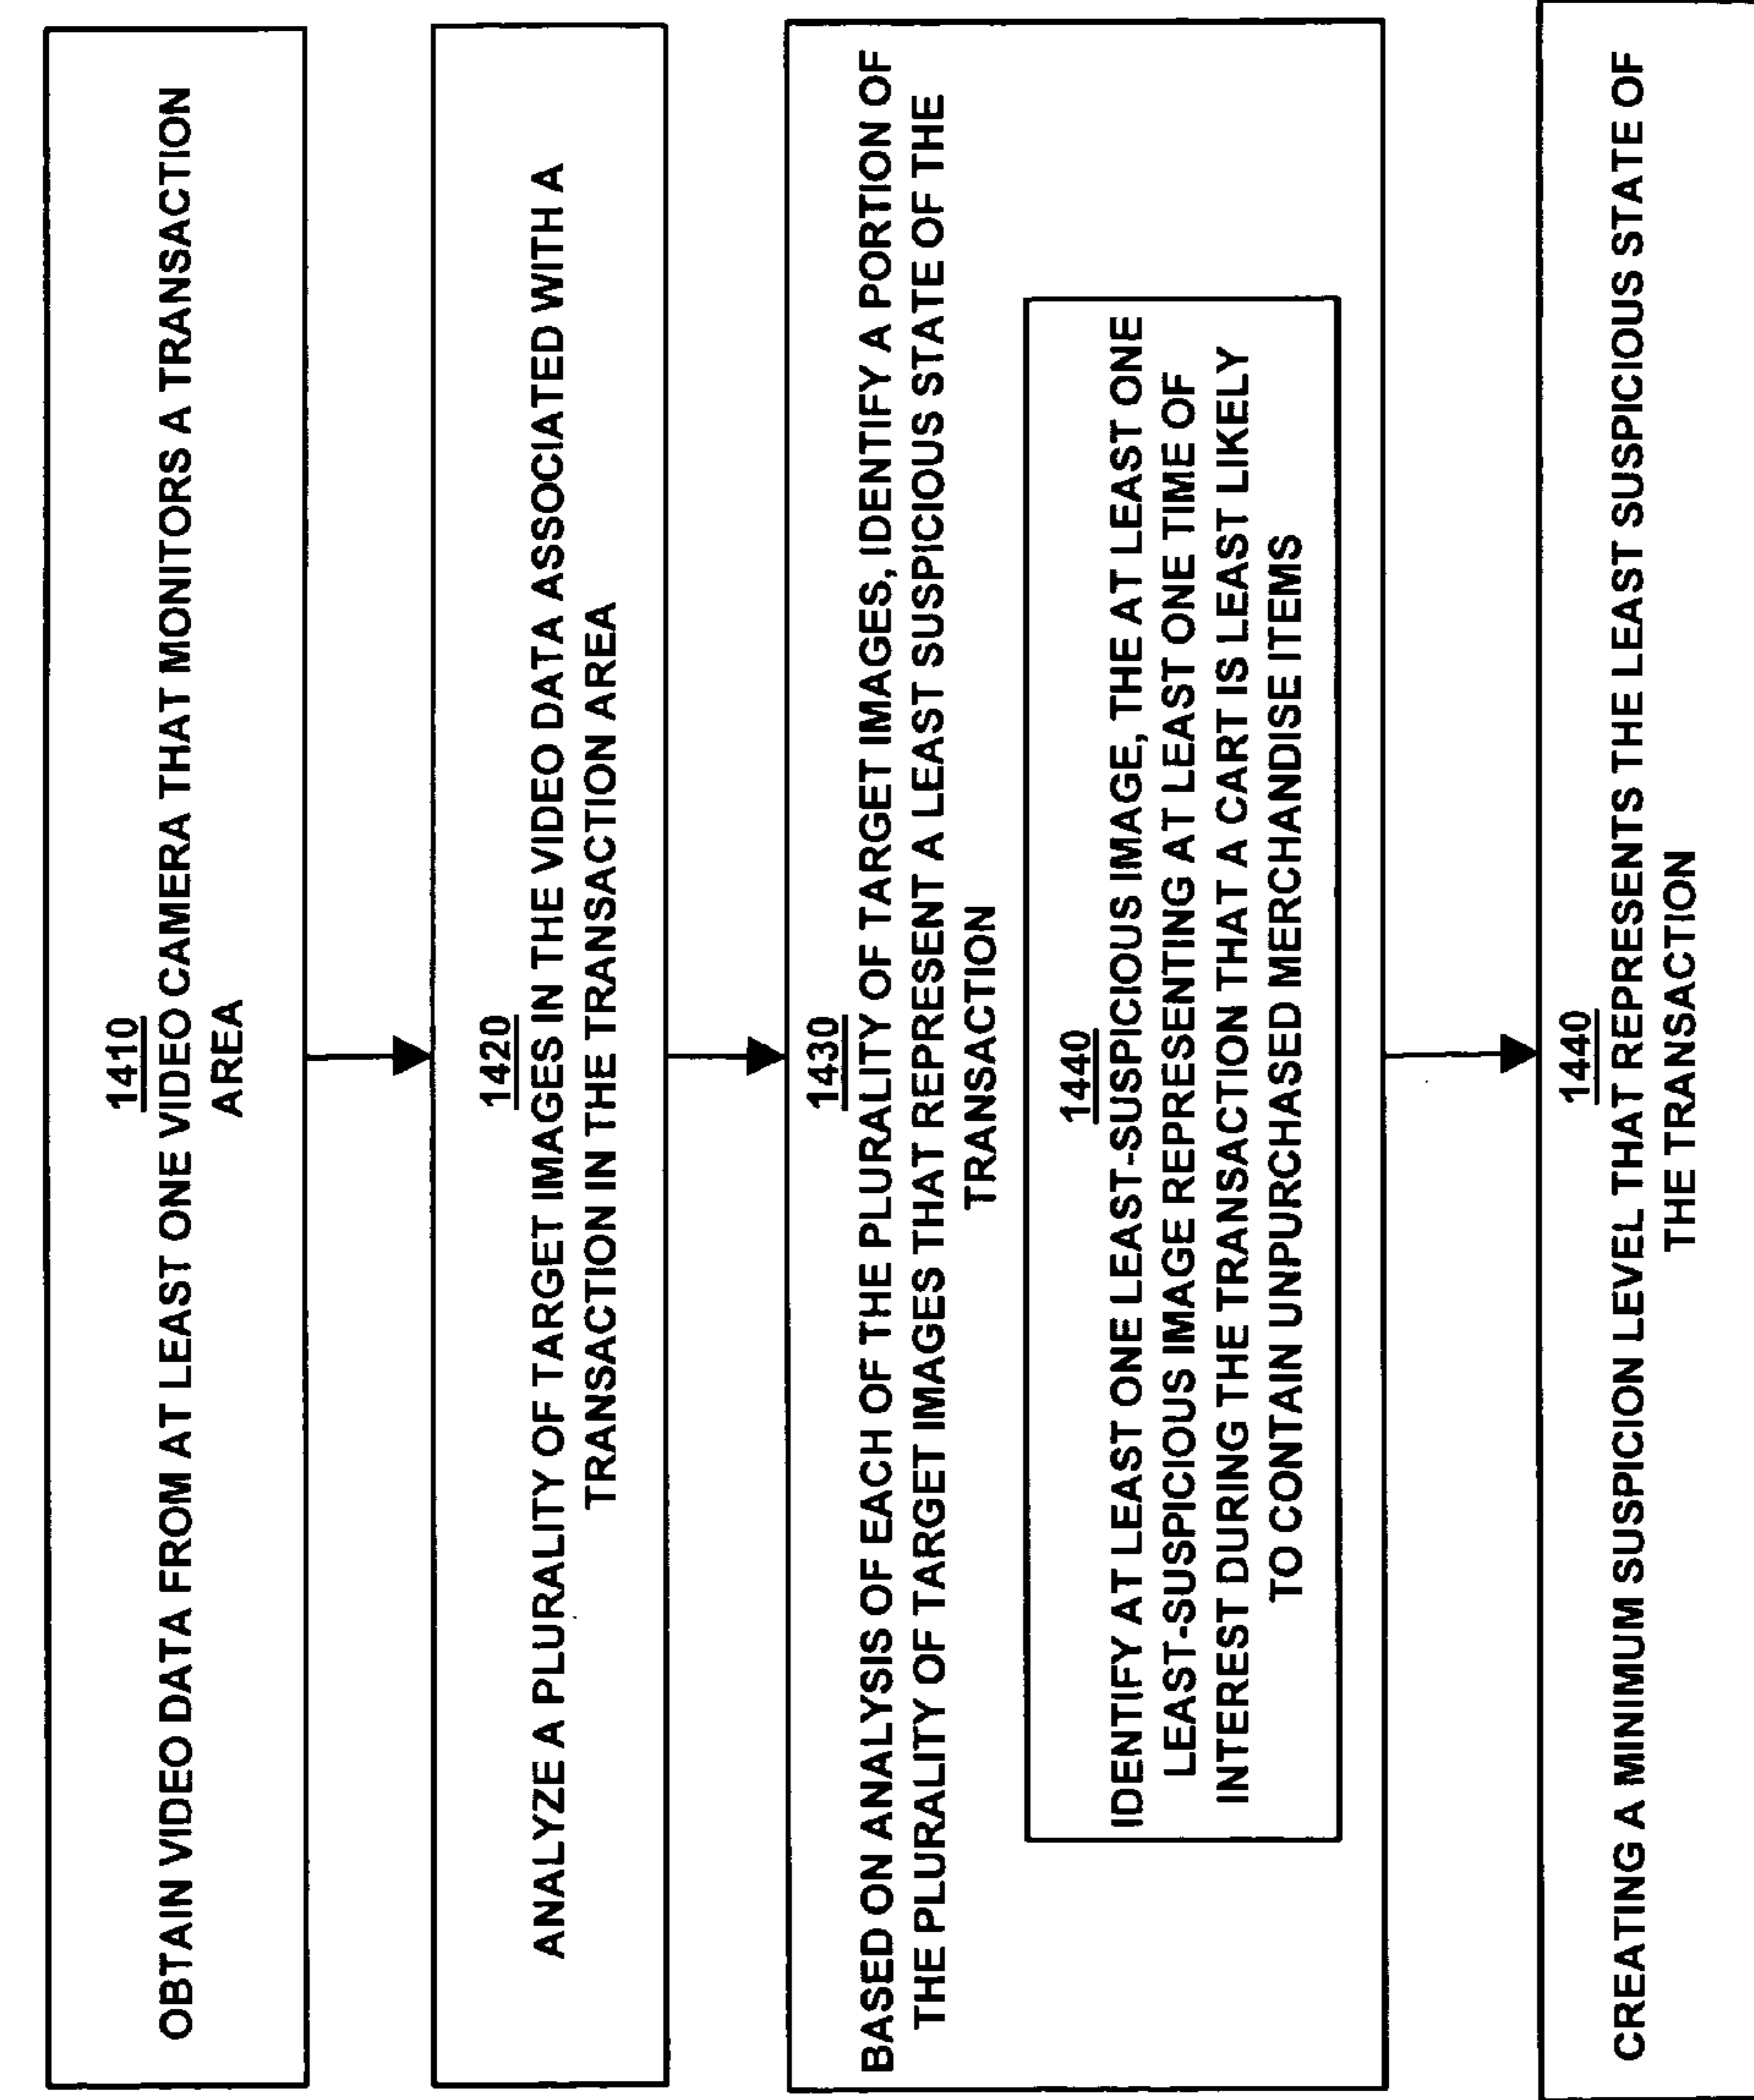 1410
OBTAIN VIDEO DATA FROM AT LEAST ONE VIDEO CAMERA THAT MONITORS A TRANSACTION
AREA
1420
ANALYZE A PLURALITY OF TARGET IMAGES IN THE VIDEO DATA ASSOCIATED WITH A
TRANSACTION IN THE TRANSACTION AREA
1430
BASED ON ANALYSIS OF EACH OF THE PLURALITY OF TARGET IMAGES, IDENTIFY A PORTION OF
THE PLURALITY OF TARGET IMAGES THAT REPRESENT A LEAST SUSPICIOUS STATE OF THE
TRANSACTION
1440
IDENTIFY AT LEAST ONE LEAST-SUSPICIOUS IMAGE, THE AT LEAST ONE
LEAST-SUSPICIOUS IMAGE REPRESENTING AT LEAST ONE TIME OF
INTEREST DURING THE TRANSACTION THAT A CART IS LEAST LIKELY
TO CONTAIN UNPURCHASED MERCHANDISE ITEMS
1440
CREATING A MINIMUM SUSPICION LEVEL THAT REPRESENTS THE LEAST SUSPICIOUS STATE OF
THE TRANSACTION